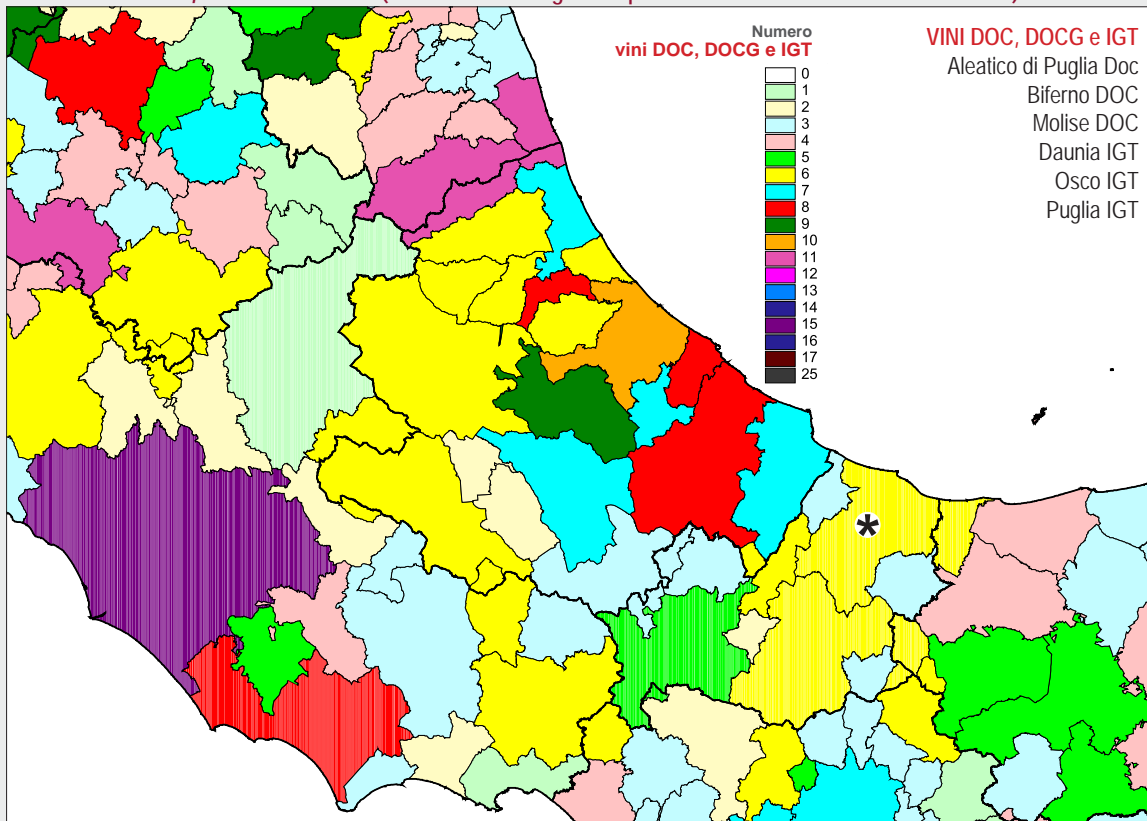 Numero
vini DOC, DOCG e IGT
0
1
2
3
4
5
6
7
8
9
10
11
12
13
14
15
16
17
25
VINI DOC, DOCG e IGT
Aleatico di Puglia Doc
Biferno DOC
Molise DOC
Daunia IGT
Osco IGT
Puglia IGT
*